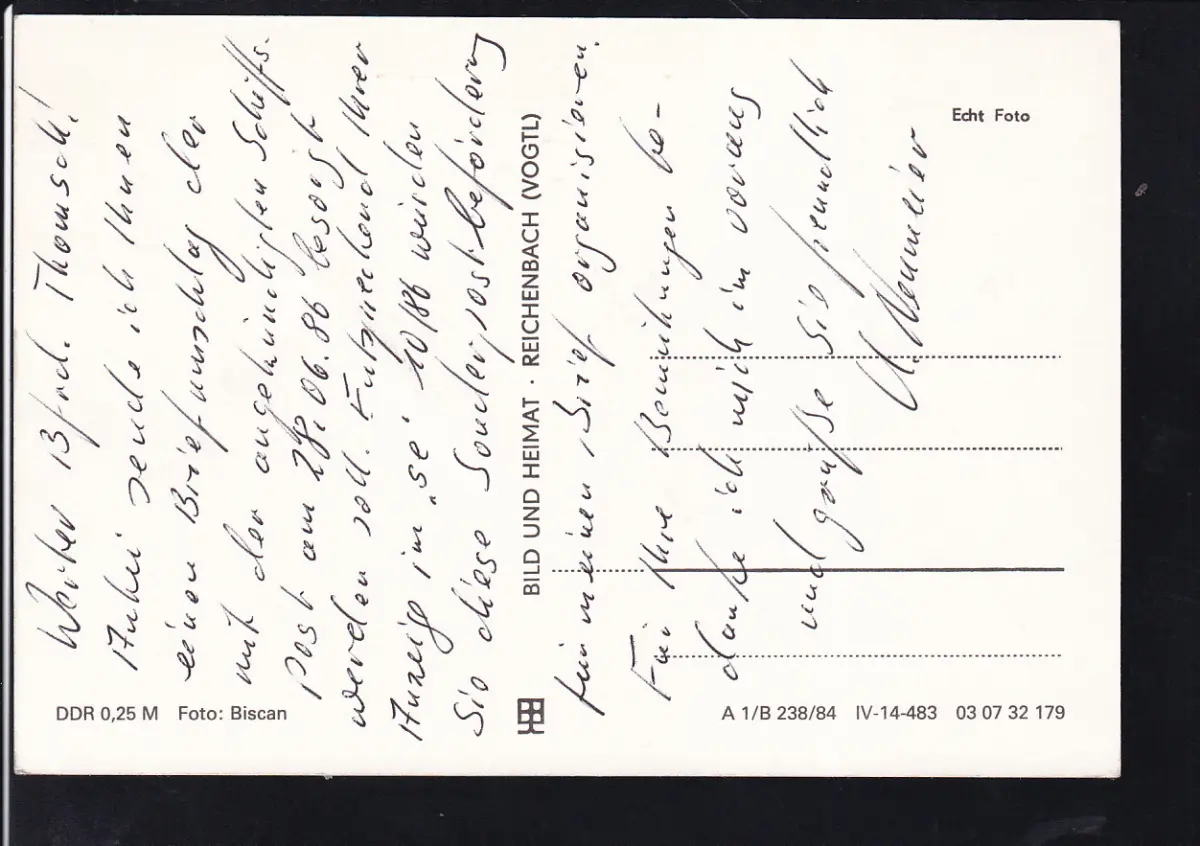 Werter Bfrd. Thomsch!
Anbei sende ich Ihnen
einen Briefumschlag der
mit der angekündigten Schiffs-
post am 28.06.86 besorgt
werden soll. Entsprechend Ihrer
Anzeige im „se" 10/86 würden
Sie diese Sonderpostbeförderung
für meinen Brief organisieren.
Für Ihre Bemühungen be-
danke ich mich im voraus
und grüße Sie freundlich
BILD UND HEIMAT · REICHENBACH (VOGTL)
Echt Foto
DDR 0,25 M Foto: Biscan
A 1/B 238/84 IV-14-483 03 07 32 179